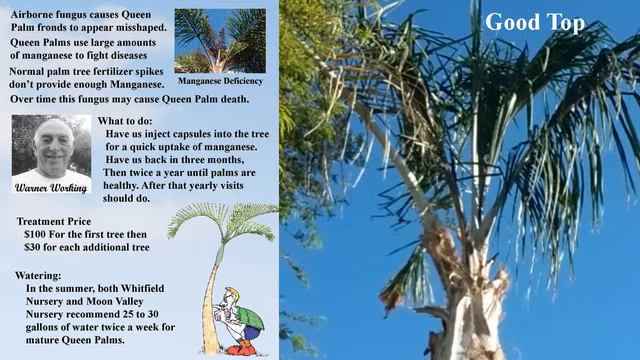 Airborne fungus causes Queen
Palm fronds to appear misshaped.
Queen Palms use large amounts
of manganese to fight diseases
Normal palm tree fertilizer spikes
don't provide enough Manganese.
Manganese Deficiency
Over time this fungus may cause Queen Palm death.
What to do:
Have us inject capsules into the tree
for a quick uptake of manganese.
Have us back in three months,
Then twice a year until palms are
healthy. After that yearly visits
should do.
Warner Working
Treatment Price
$100 For the first tree then
$30 for each additional tree
Watering:
In the summer, both Whitfield
Nursery and Moon Valley
Nursery recommend 25 to 30
gallons of water twice a week for
mature Queen Palms.
Good Top